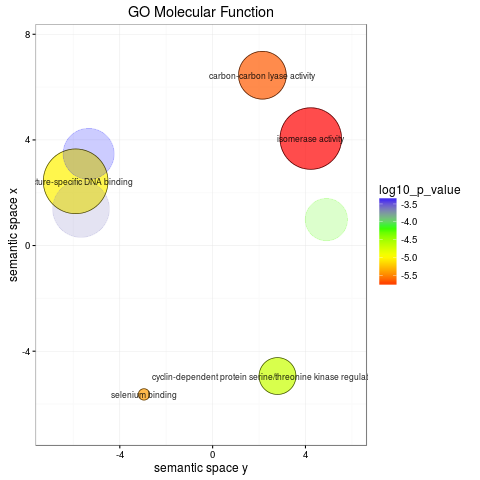 GO Molecular Function
8
4
0
-4
semantic space x
carbon-carbon lyase activity
isomerase activity
ture-specific DNA binding
cyclin-dependent protein serine/threonine kinase regulat
selenium binding
-4
0
4
semantic space y
log10_p_value
-3.5
-4.0
-4.5
-5.0
-5.5